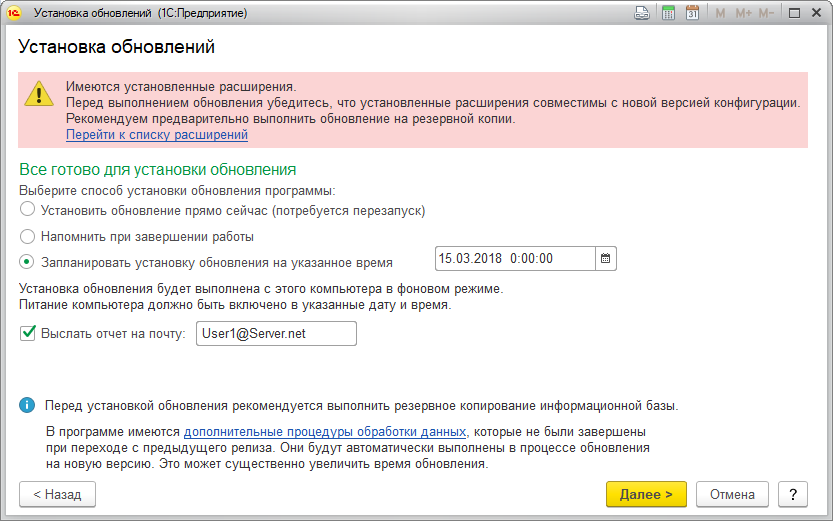 1С Установка обновлений (1С:Предприятие) 31 M M+ M-
Установка обновлений
Имеются установленные расширения.
Перед выполнением обновления убедитесь, что установленные расширения совместимы с новой версией конфигурации.
Рекомендуем предварительно выполнить обновление на резервной копии.
Перейти к списку расширений
Все готово для установки обновления
Выберите способ установки обновления программы:
Установить обновление прямо сейчас (потребуется перезапуск)
Напомнить при завершении работы
Запланировать установку обновления на указанное время 15.03.2018 0:00:00
Установка обновления будет выполнена с этого компьютера в фоновом режиме.
Питание компьютера должно быть включено в указанные дату и время.
Выслать отчет на почту: User1@Server.net
Перед установкой обновления рекомендуется выполнить резервное копирование информационной базы.
В программе имеются дополнительные процедуры обработки данных, которые не были завершены
при переходе с предыдущего релиза. Они будут автоматически выполнены в процессе обновления
на новую версию. Это может существенно увеличить время обновления.
< Назад Далее > Отмена ?